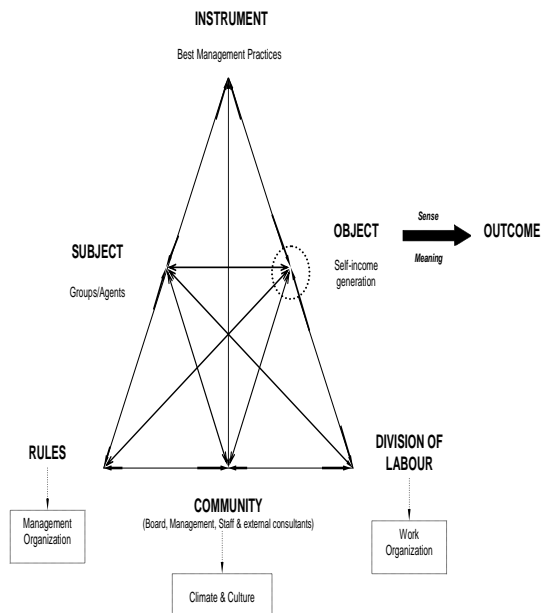 INSTRUMENT
Best Management Practices
SUBJECT
Groups/Agents
OBJECT
Self-income
generation
Sense
Meaning
OUTCOME
RULES
Management
Organization
COMMUNITY
(Board, Management, Staff & external consultants)
Climate & Culture
DIVISION OF
LABOUR
Work
Organization